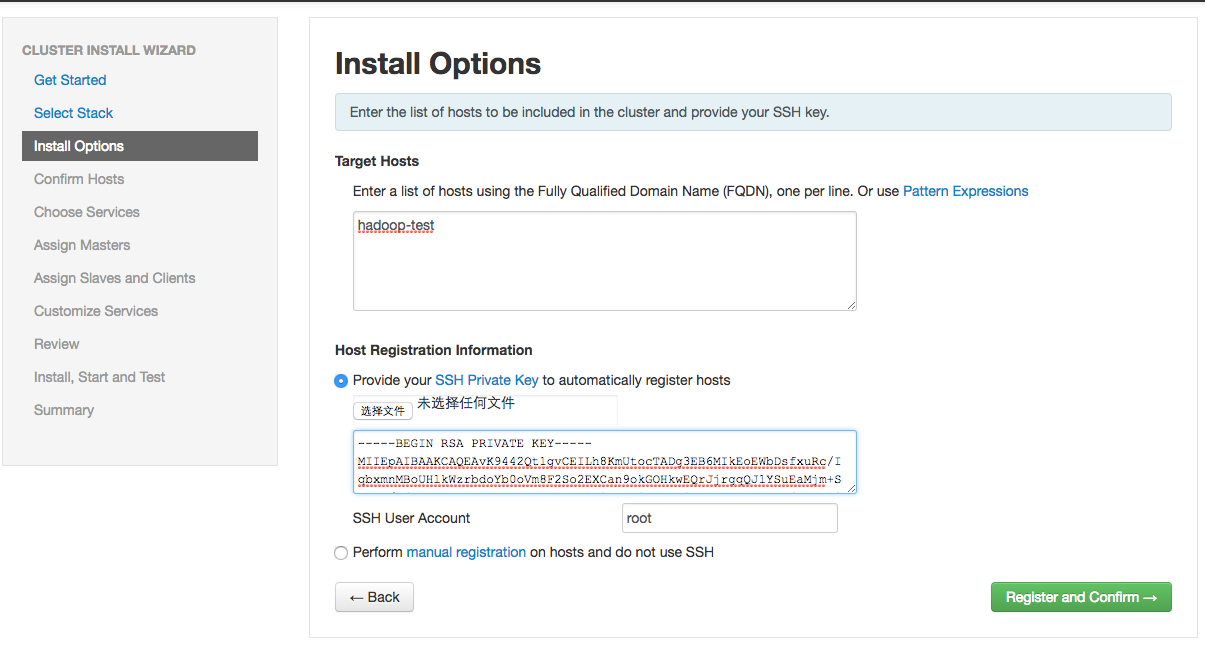 CLUSTER INSTALL WIZARD
Get Started
Select Stack
Install Options
Confirm Hosts
Choose Services
Assign Masters
Assign Slaves and Clients
Customize Services
Review
Install, Start and Test
Summary
Install Options
Enter the list of hosts to be included in the cluster and provide your SSH key.
Target Hosts
Enter a list of hosts using the Fully Qualified Domain Name (FQDN), one per line. Or use Pattern Expressions
hadoop-test
Host Registration Information
Provide your SSH Private Key to automatically register hosts
选择文件 未选择任何文件
-----BEGIN RSA PRIVATE KEY-----
SSH User Account root
Perform manual registration on hosts and do not use SSH
← Back
Register and Confirm →